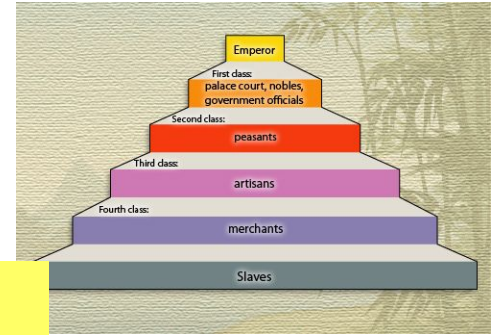 Emperor
First class:
palace court, nobles,
government officials
Second class:
peasants
Third class:
artisans
Fourth class:
merchants
Slaves